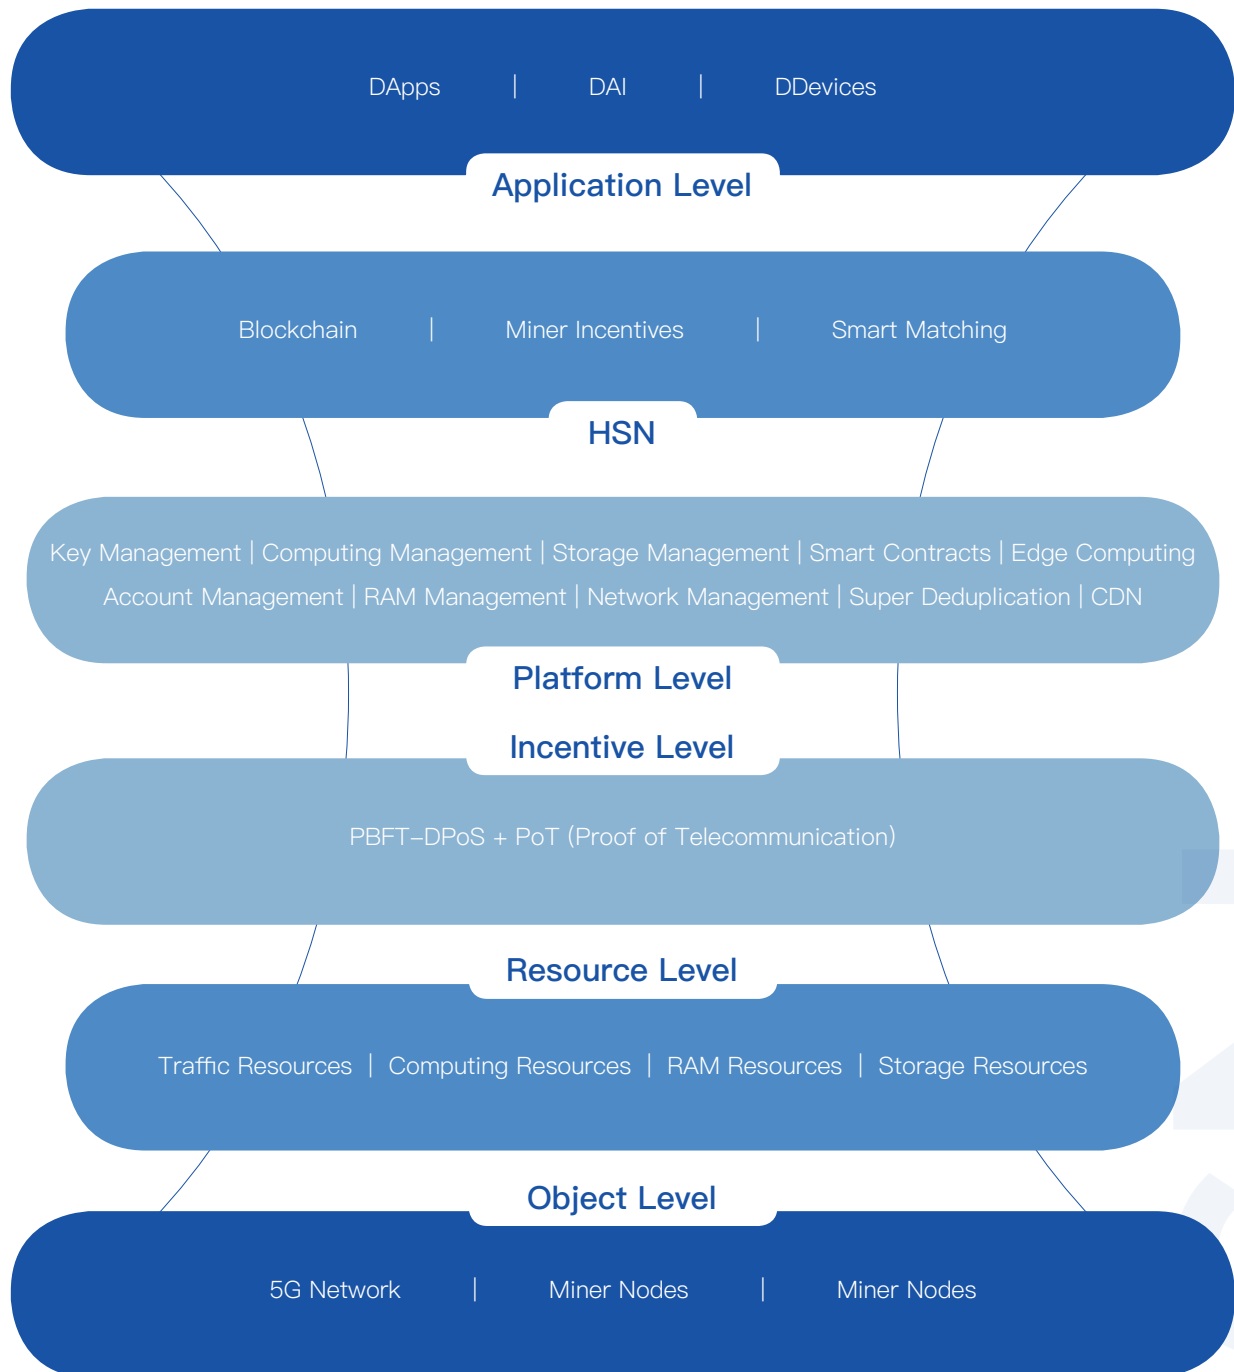 DApps | DAI | DDevices
Application Level
Blockchain | Miner Incentives | Smart Matching
HSN
Key Management | Computing Management | Storage Management | Smart Contracts | Edge Computing
Account Management | RAM Management | Network Management | Super Deduplication | CDN
Platform Level
Incentive Level
PBFT–DPoS + PoT (Proof of Telecommunication)
Resource Level
Traffic Resources | Computing Resources | RAM Resources | Storage Resources
Object Level
5G Network | Miner Nodes | Miner Nodes